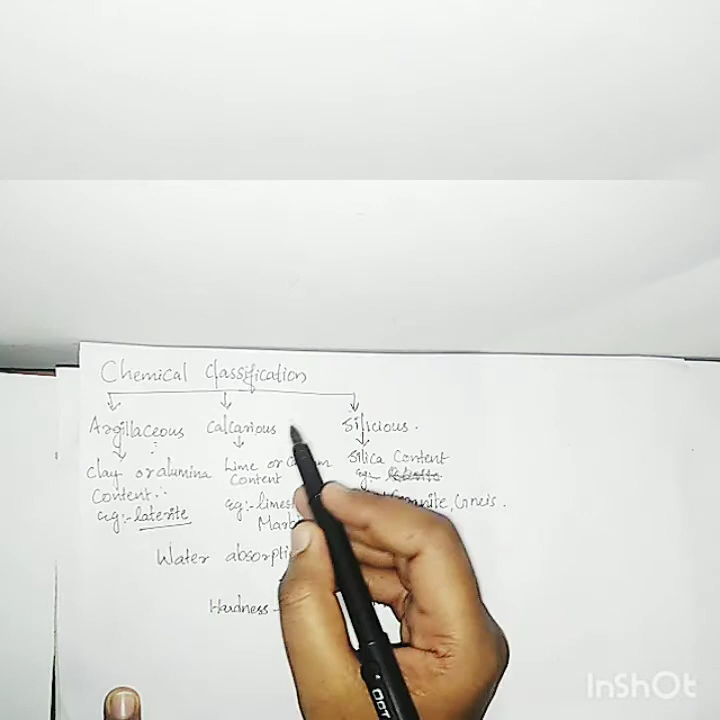 Chemical Classification
Argillaceous Calcarious Silicious.
Clay or alumina Lime or Silica Content
Content eg:- laterite
Content eg:- Marb
eg:- Granite, Gneis.
Water absorpti
Hardness -
DOT
InShOt